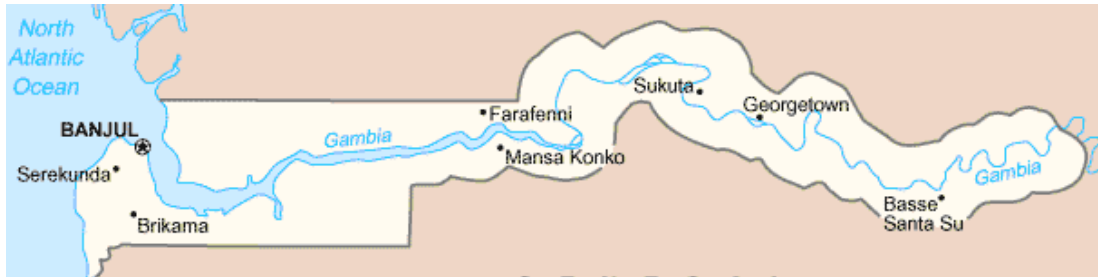 North
Atlantic
Ocean
BANJUL
Serekunda
Brikama
Gambia
Farafenni
Mansa Konko
Sukuta
Georgetown
Basse
Santa Su
Gambia